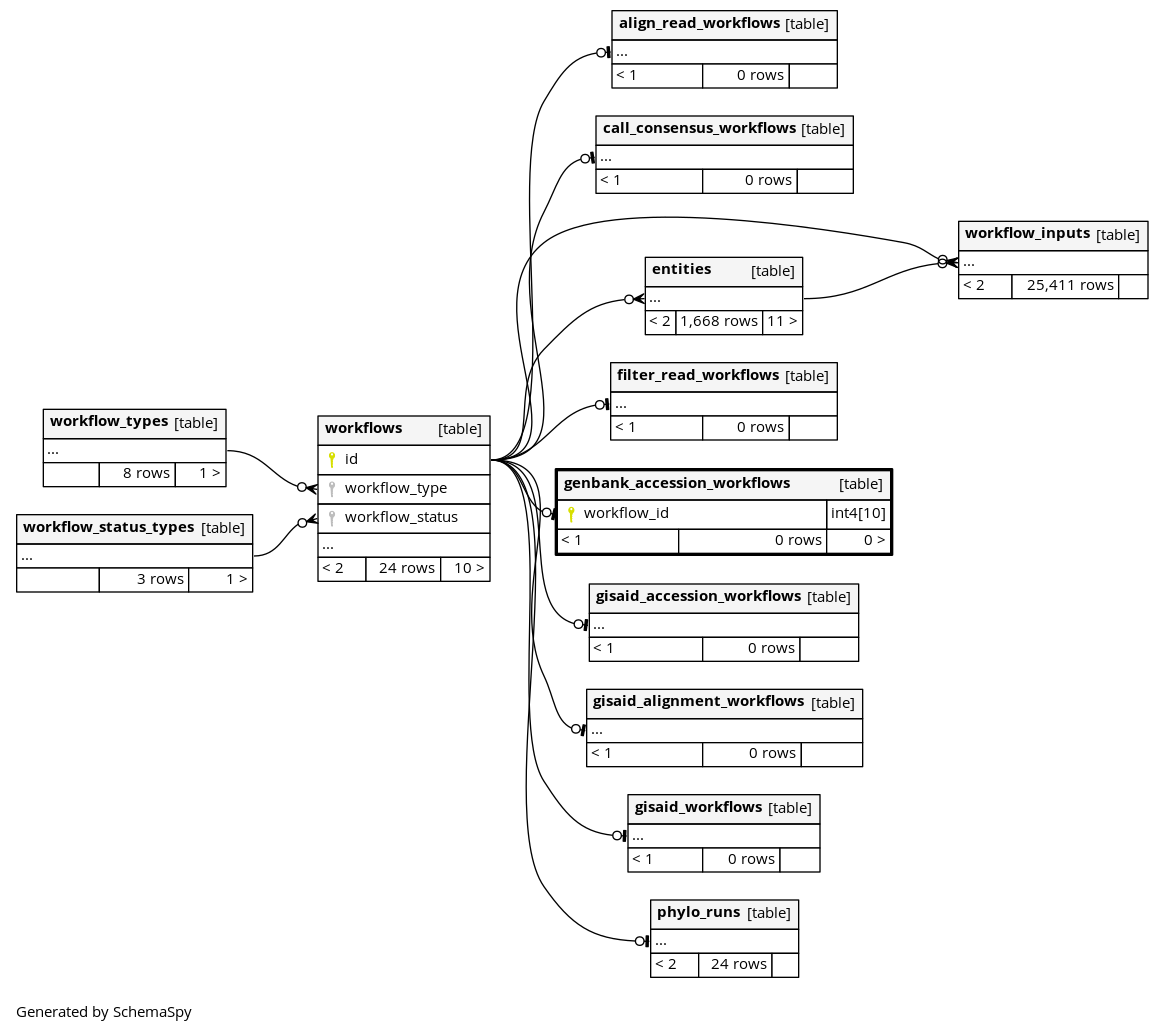 align_read_workflows [table]
...
< 1 0 rows
call_consensus_workflows [table]
...
< 1 0 rows
workflow_inputs [table]
...
< 2 25,411 rows
entities [table]
...
< 2 1,668 rows 11 >
filter_read_workflows [table]
...
< 1 0 rows
workflow_types [table]
...
8 rows 1 >
workflows [table]
id
workflow_type
workflow_status
...
< 2 24 rows 10 >
workflow_status_types [table]
...
3 rows 1 >
genbank_accession_workflows [table]
workflow_id int4[10]
< 1 0 rows 0 >
gisaid_accession_workflows [table]
...
< 1 0 rows
gisaid_alignment_workflows [table]
...
< 1 0 rows
gisaid_workflows [table]
...
< 1 0 rows
phylo_runs [table]
...
< 2 24 rows
Generated by SchemaSpy